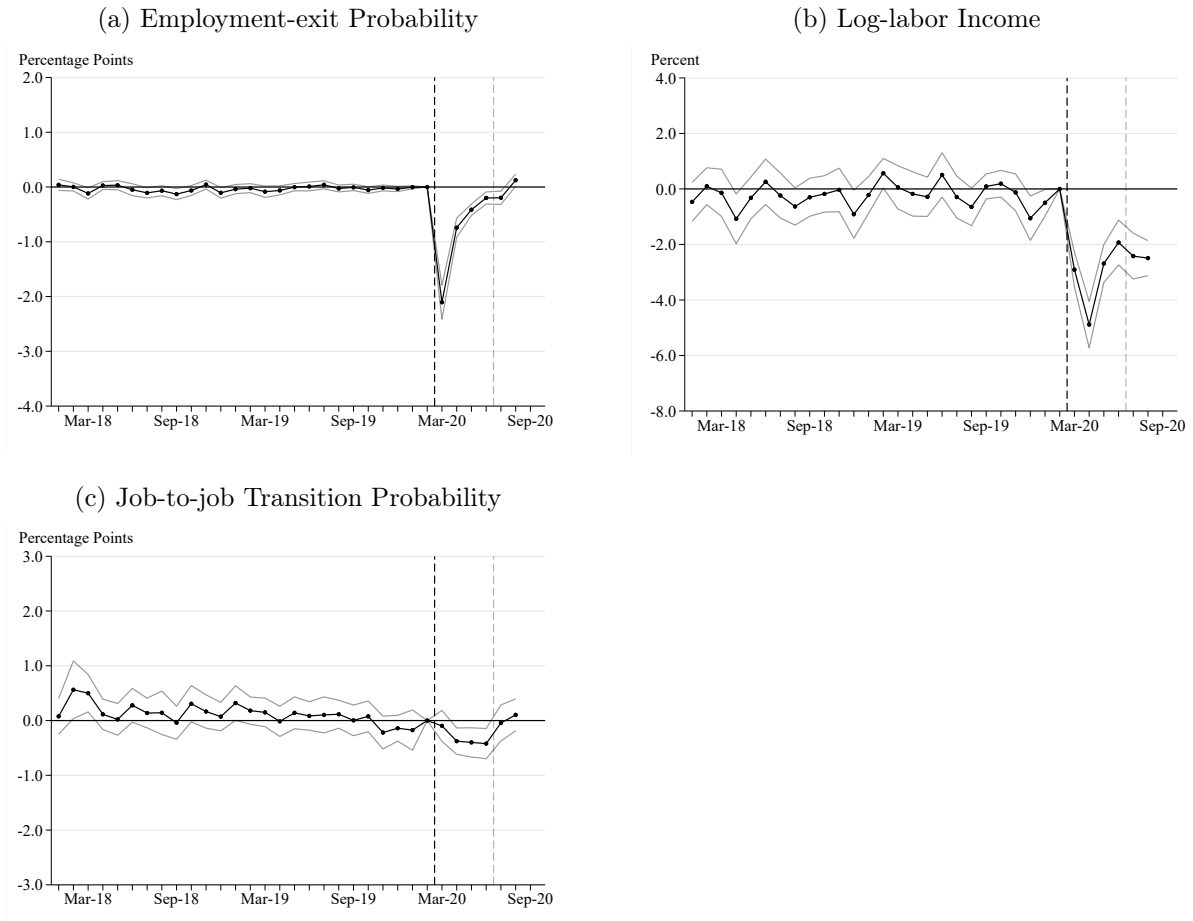 (a) Employment-exit Probability
Percentage Points
2.0
1.0
0.0
-1.0
-2.0
-3.0
-4.0
Mar-18 Sep-18 Mar-19 Sep-19 Mar-20 Sep-20
(b) Log-labor Income
Percent
4.0
2.0
0.0
-2.0
-4.0
-6.0
-8.0
Mar-18 Sep-18 Mar-19 Sep-19 Mar-20 Sep-20
(c) Job-to-job Transition Probability
Percentage Points
3.0
2.0
1.0
0.0
-1.0
-2.0
-3.0
Mar-18 Sep-18 Mar-19 Sep-19 Mar-20 Sep-20